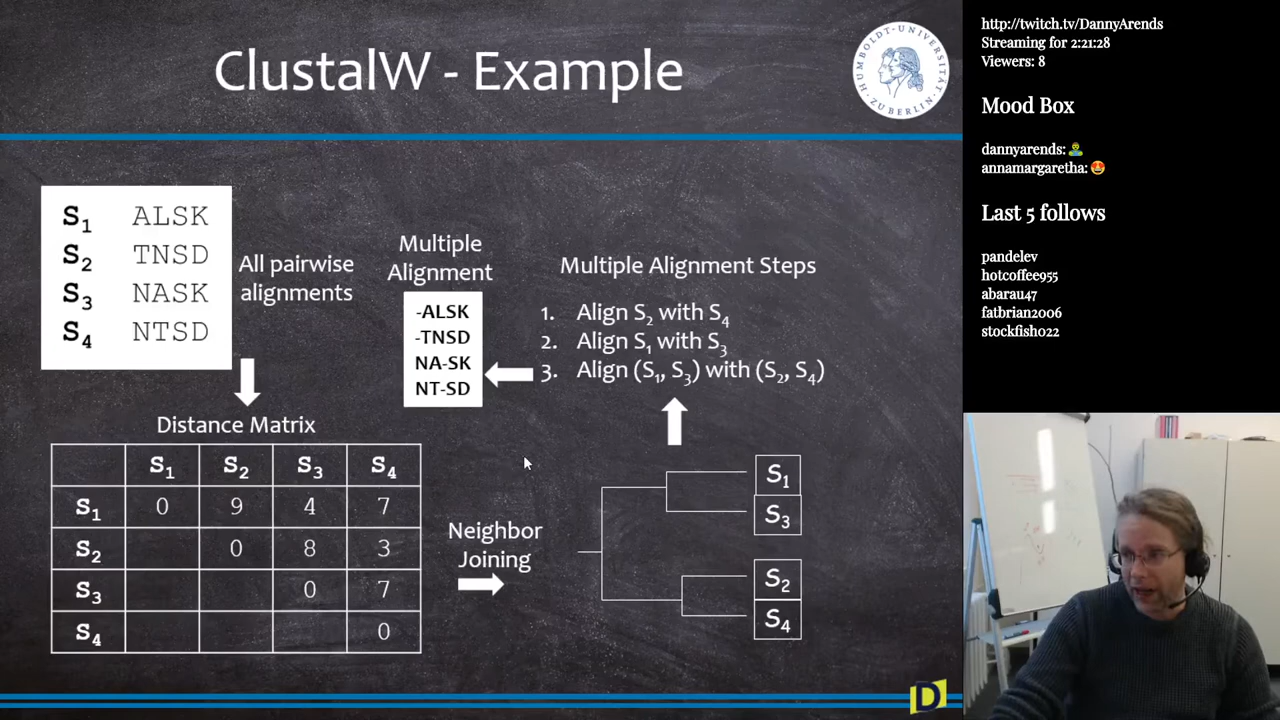 ClustalW - Example
HUMBOLDT-UNIVERSITÄT ZU BERLIN
S1 ALSK
S2 TNSD
S3 NASK
S4 NTSD
All pairwise
alignments
Multiple
Alignment
-ALSK
-TNSD
NA-SK
NT-SD
Multiple Alignment Steps
1. Align S2 with S4
2. Align S1 with S3
3. Align (S1, S3) with (S2, S4)
Distance Matrix
S1 S2 S3 S4
S1 0 9 4 7
S2 0 8 3
S3 0 7
S4 0
Neighbor
Joining
S1
S3
S2
S4
D
http://twitch.tv/DannyArends
Streaming for 2:21:28
Viewers: 8
Mood Box
dannyarends: 🧟‍♂️
annamargaretha: 😍
Last 5 follows
pandelev
hotcoffee955
abarau47
fatbrian2006
stockfish022